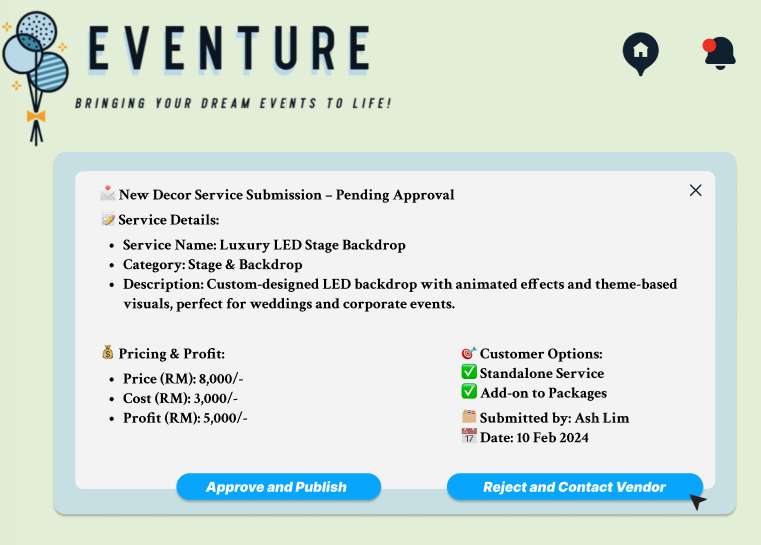 EVENTURE
BRINGING YOUR DREAM EVENTS TO LIFE!
New Decor Service Submission – Pending Approval
Service Details:
• Service Name: Luxury LED Stage Backdrop
• Category: Stage & Backdrop
• Description: Custom-designed LED backdrop with animated effects and theme-based
visuals, perfect for weddings and corporate events.
Pricing & Profit:
• Price (RM): 8,000/-
• Cost (RM): 3,000/-
• Profit (RM): 5,000/-
Customer Options:
Standalone Service
Add-on to Packages
Submitted by: Ash Lim
Date: 10 Feb 2024
Approve and Publish
Reject and Contact Vendor